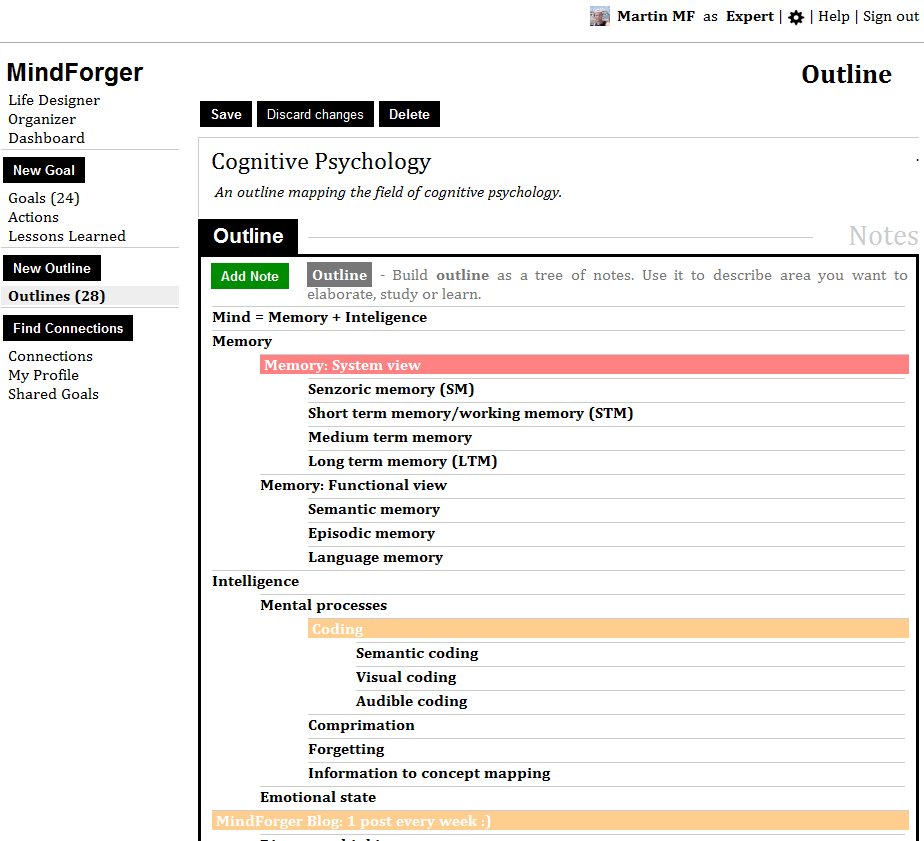 Martin MF as Expert | | Help | Sign out
MindForger
Outline
Life Designer
Organizer
Dashboard
New Goal
Goals (24)
Actions
Lessons Learned
New Outline
Outlines (28)
Find Connections
Connections
My Profile
Shared Goals
Save Discard changes Delete
Cognitive Psychology
An outline mapping the field of cognitive psychology.
Outline
Notes
Add Note
Outline - Build outline as a tree of notes. Use it to describe area you want to
elaborate, study or learn.
Mind = Memory + Inteligence
Memory
Memory: System view
Senzoric memory (SM)
Short term memory/working memory (STM)
Medium term memory
Long term memory (LTM)
Memory: Functional view
Semantic memory
Episodic memory
Language memory
Intelligence
Mental processes
Coding
Semantic coding
Visual coding
Audible coding
Comprimation
Forgetting
Information to concept mapping
Emotional state
MindForger Blog: 1 post every week :)